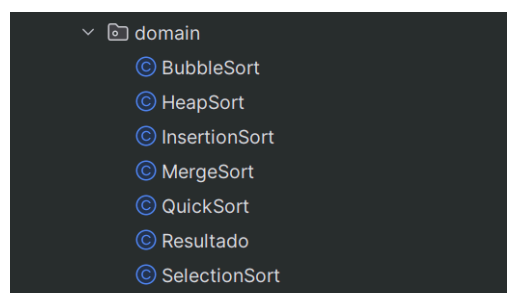 domain
BubbleSort
HeapSort
InsertionSort
MergeSort
QuickSort
Resultado
SelectionSort